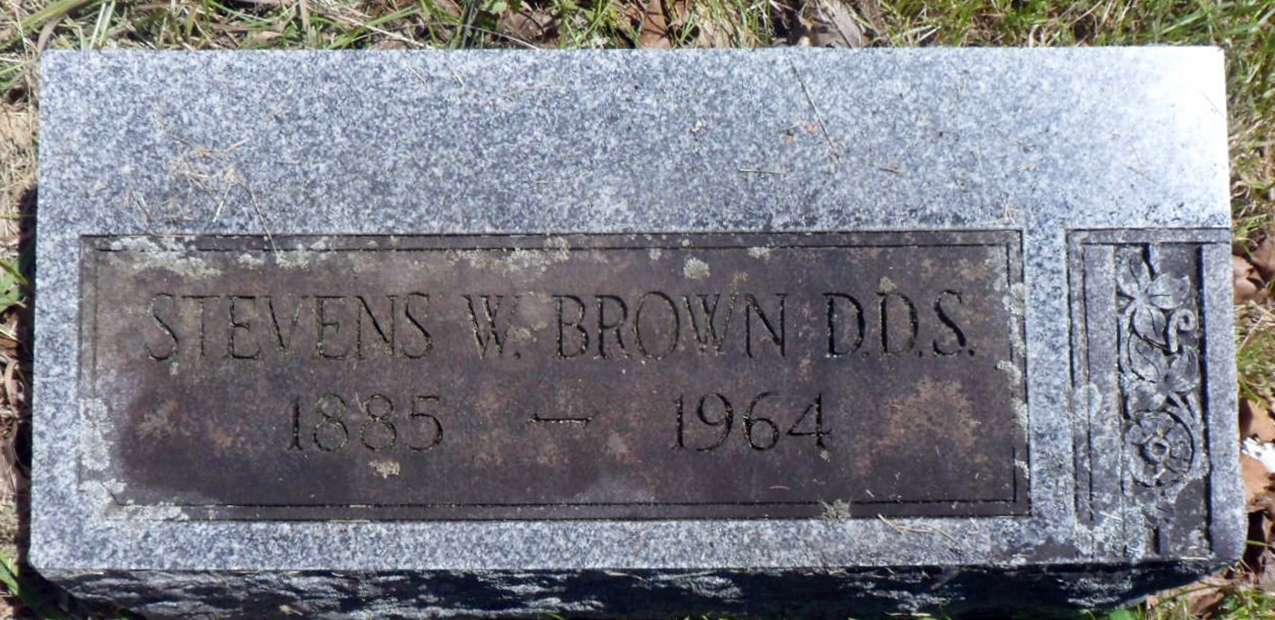 STEVENS W. BROWN D.D.S.
1885 — 1964